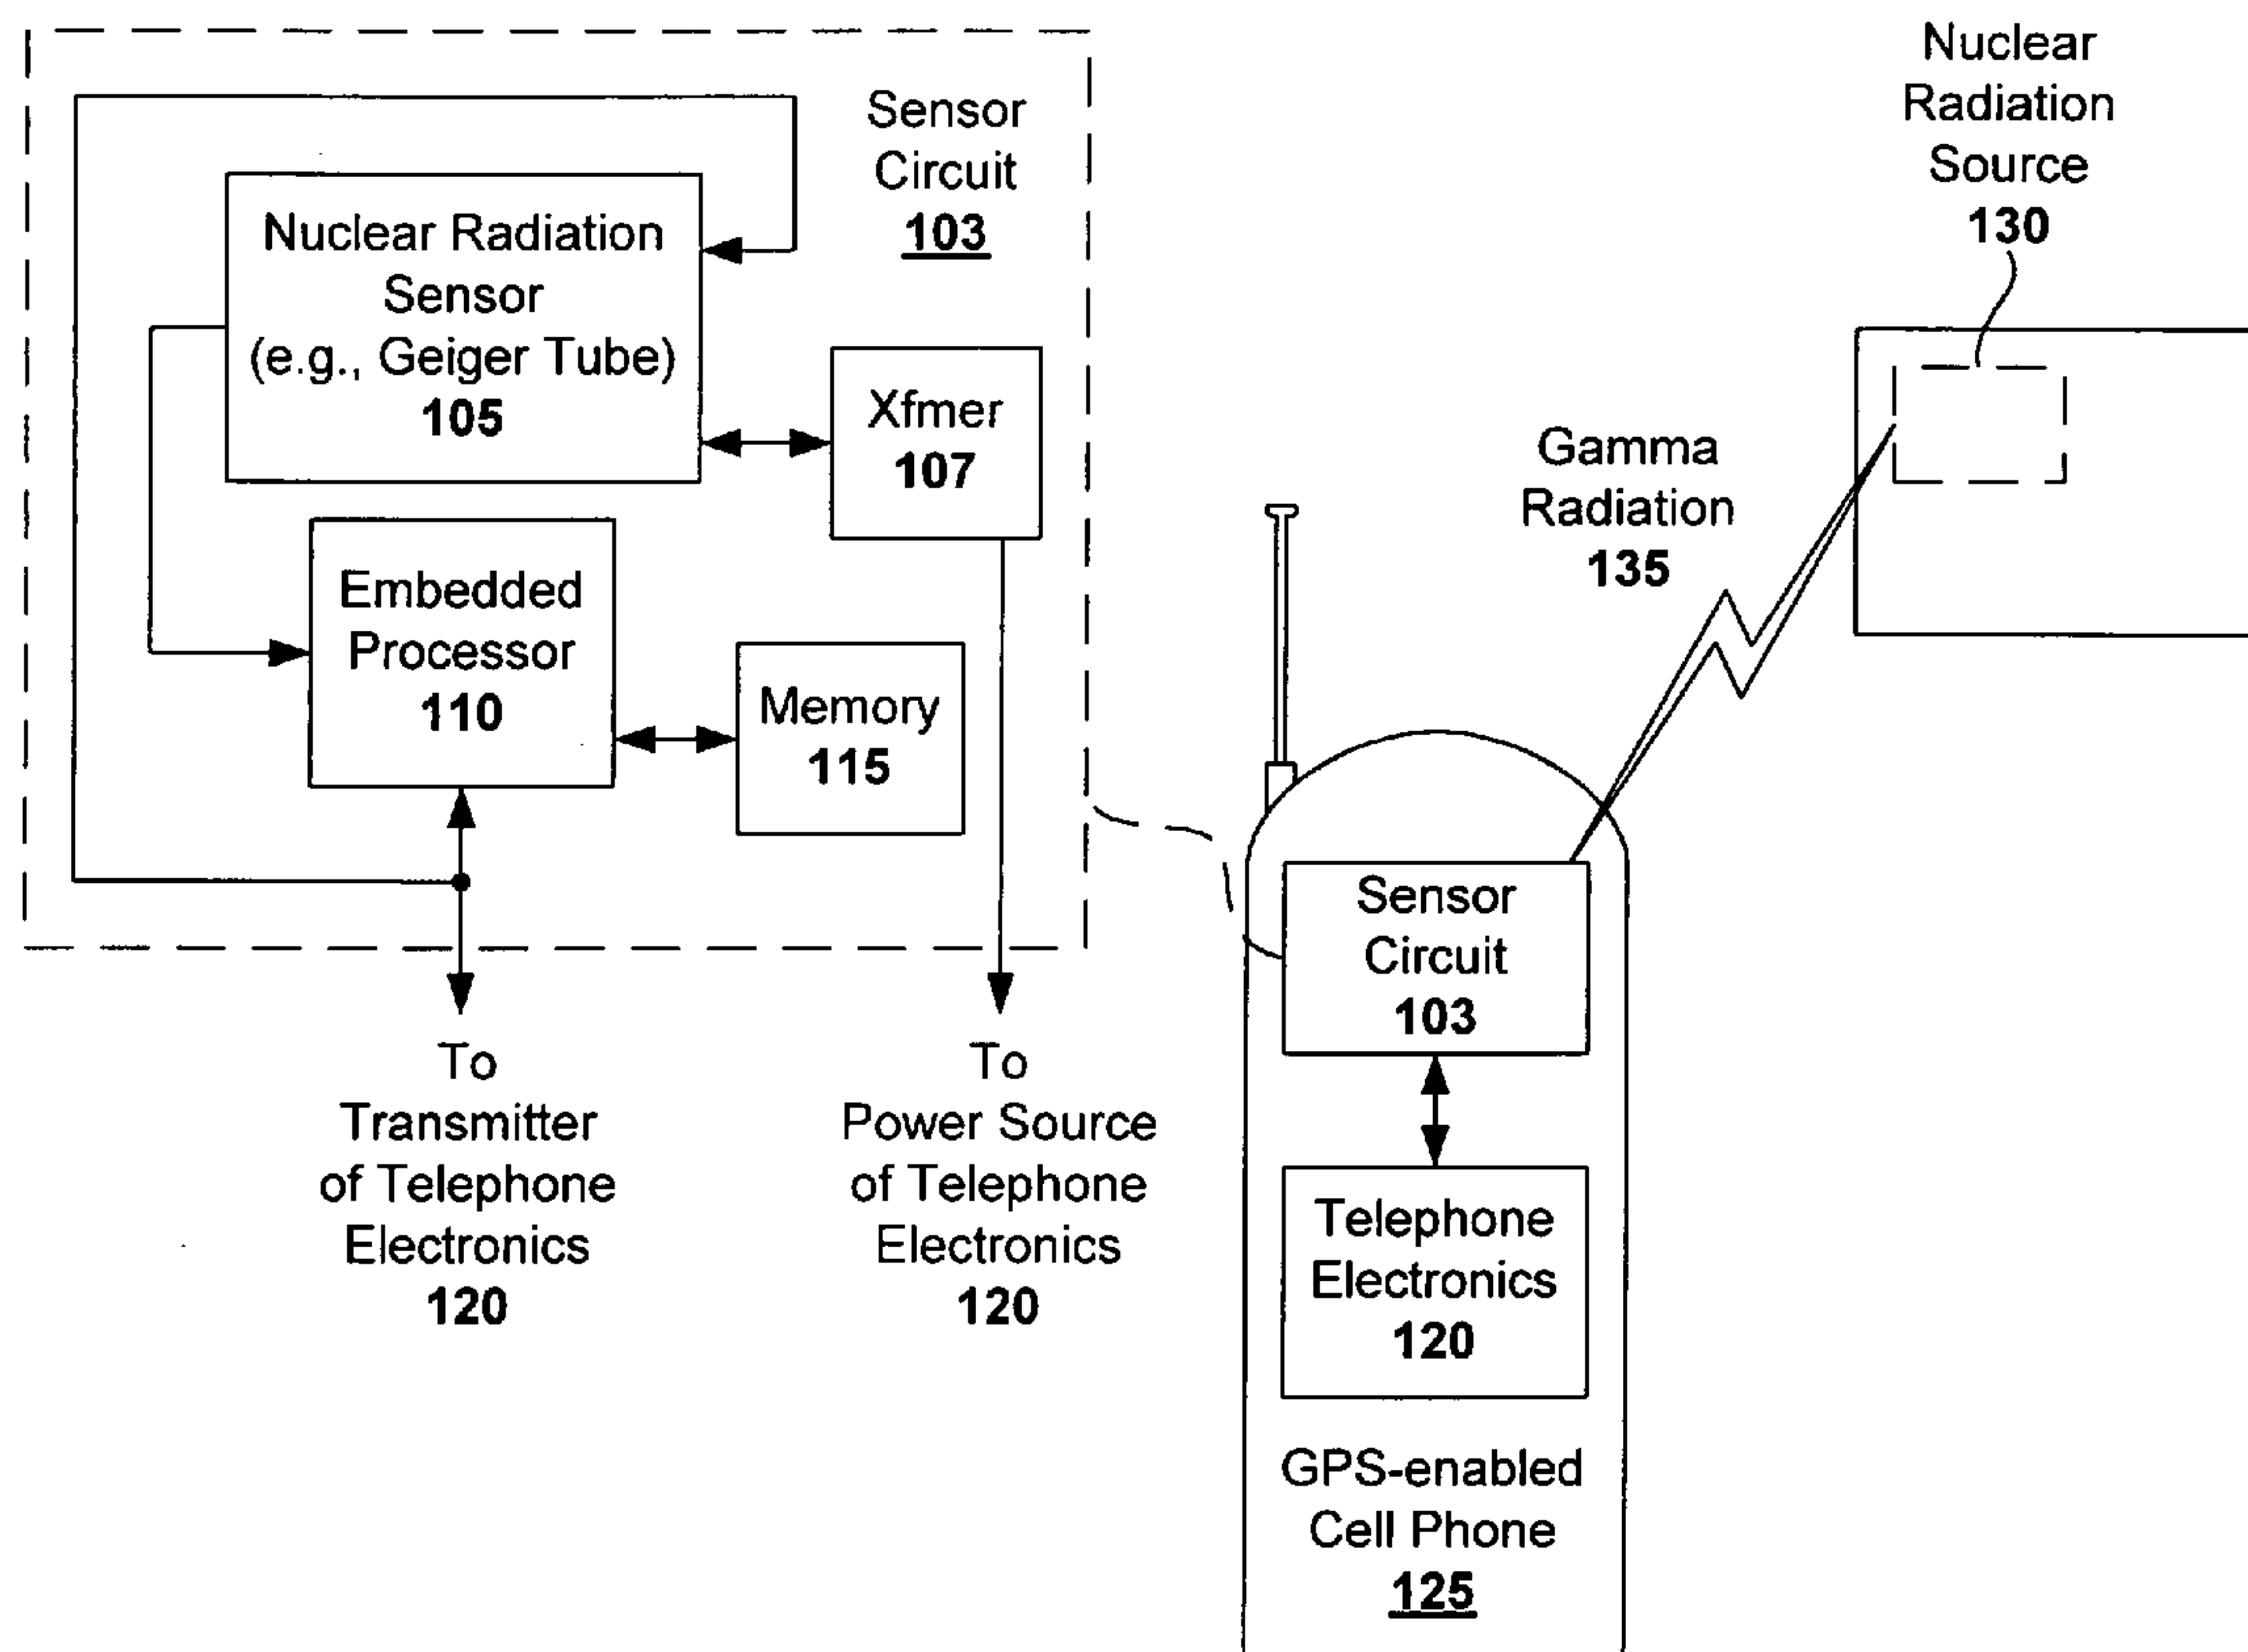 Sensor
Circuit
103
Nuclear Radiation
Sensor
(e.g., Geiger Tube)
105
Xfmer
107
Embedded
Processor
110
Memory
115
To
Transmitter
of Telephone
Electronics
120
To
Power Source
of Telephone
Electronics
120
Nuclear
Radiation
Source
130
Gamma
Radiation
135
Sensor
Circuit
103
Telephone
Electronics
120
GPS-enabled
Cell Phone
125